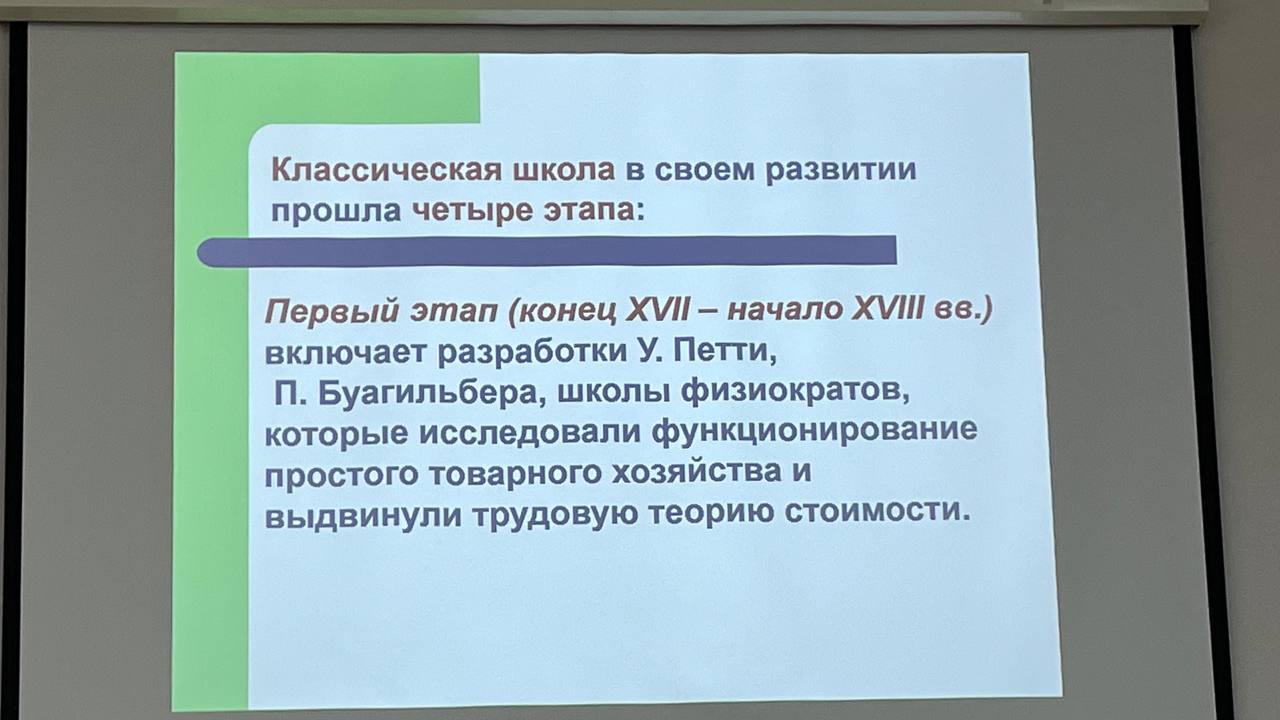 Классическая школа в своем развитии
прошла четыре этапа:
Первый этап (конец XVII – начало XVIII вв.)
включает разработки У. Петти,
П. Буагильбера, школы физиократов,
которые исследовали функционирование
простого товарного хозяйства и
выдвинули трудовую теорию стоимости.